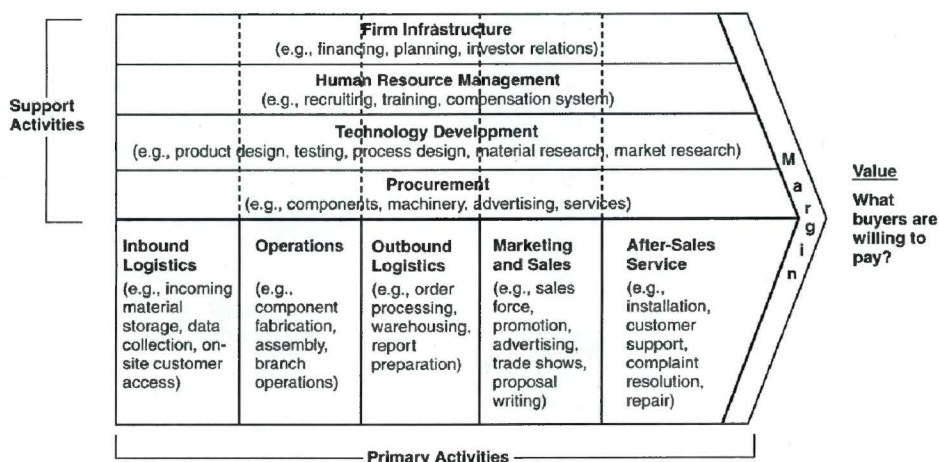 Firm Infrastructure
(e.g., financing, planning, investor relations)
Human Resource Management
(e.g., recruiting, training, compensation system)
Support
Activities
Technology Development
(e.g., product design, testing, process design, material research, market research)
Procurement
(e.g., components, machinery, advertising, services)
Margin
Value
What
buyers are
willing to
pay?
Inbound
Logistics
(e.g., incoming
material
storage, data
collection, on-
site customer
access)
Operations
(e.g.,
component
fabrication,
assembly,
branch
operations)
Outbound
Logistics
(e.g., order
processing,
warehousing,
report
preparation)
Marketing
and Sales
(e.g., sales
force,
promotion,
advertising,
trade shows,
proposal
writing)
After-Sales
Service
(e.g.,
installation,
customer
support,
complaint
resolution,
repair)
Primary Activities